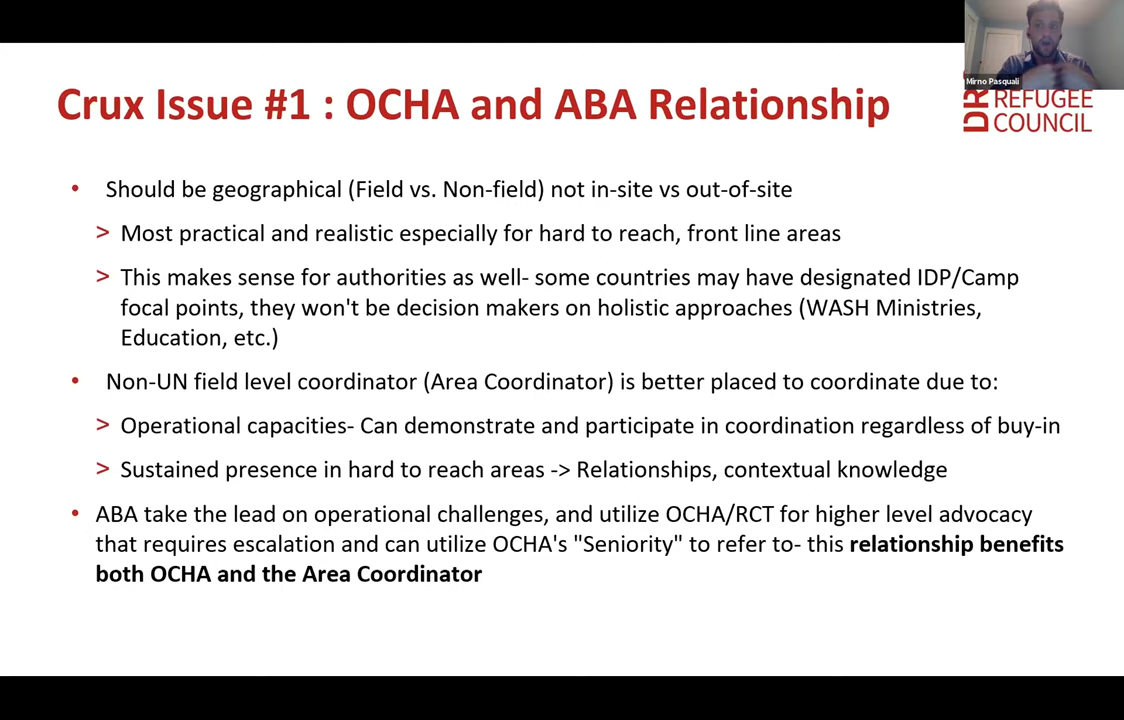 Mirno Pasquali
Crux Issue #1 : OCHA and ABA Relationship
DR
REFUGEE
COUNCIL
• Should be geographical (Field vs. Non-field) not in-site vs out-of-site
> Most practical and realistic especially for hard to reach, front line areas
> This makes sense for authorities as well- some countries may have designated IDP/Camp
focal points, they won't be decision makers on holistic approaches (WASH Ministries,
Education, etc.)
• Non-UN field level coordinator (Area Coordinator) is better placed to coordinate due to:
> Operational capacities- Can demonstrate and participate in coordination regardless of buy-in
> Sustained presence in hard to reach areas -> Relationships, contextual knowledge
• ABA take the lead on operational challenges, and utilize OCHA/RCT for higher level advocacy
that requires escalation and can utilize OCHA's "Seniority" to refer to- this relationship benefits
both OCHA and the Area Coordinator